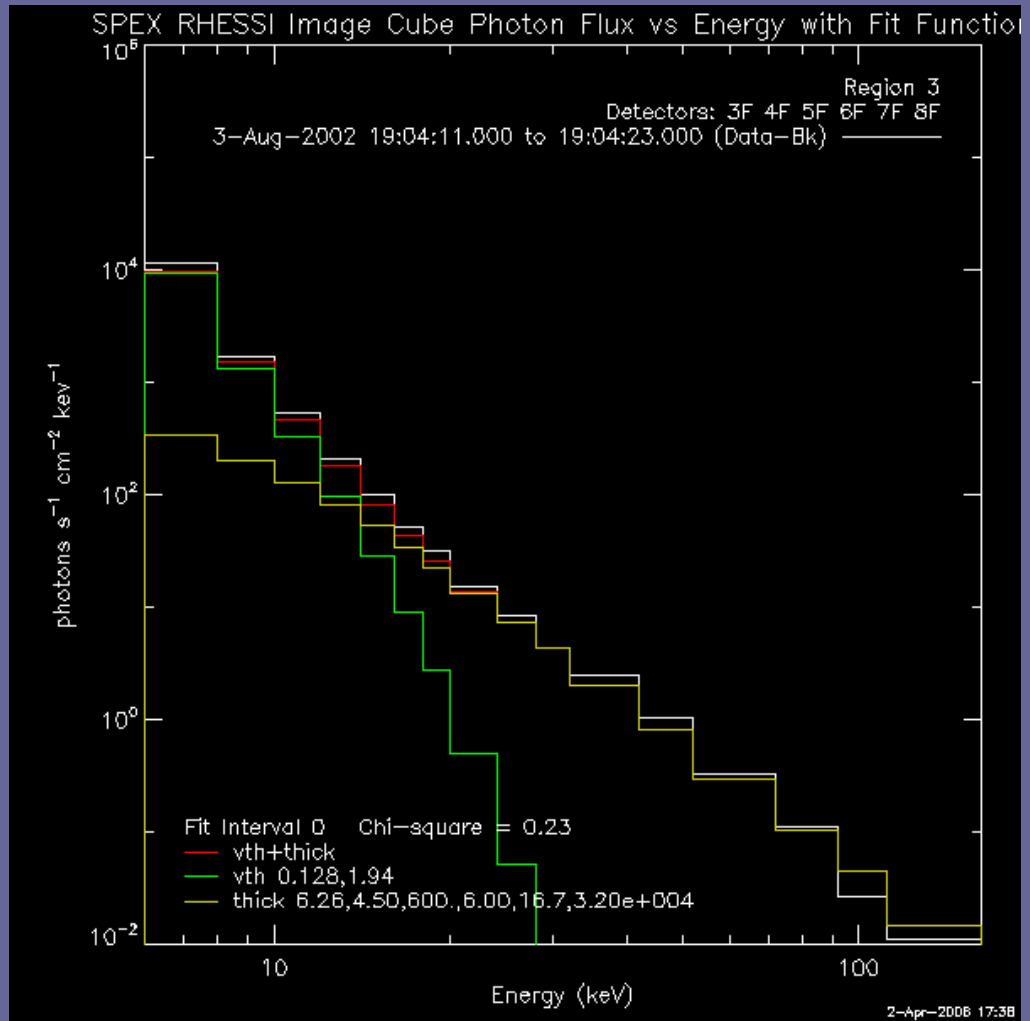 SPEX RHESSI Image Cube Photon Flux vs Energy with Fit Function
Region 3
Detectors: 3F 4F 5F 6F 7F 8F
3-Aug-2002 19:04:11.000 to 19:04:23.000 (Data-Bk)
10^6
10^4
10^2
10^0
10^-2
photons s^-1 cm^-2 kev^-1
Fit Interval 0 Chi-square = 0.23
vth+thick
vth 0.128,1.94
thick 6.26,4.50,600.,6.00,16.7,3.20e+004
10
100
Energy (keV)
2-Apr-2008 17:38